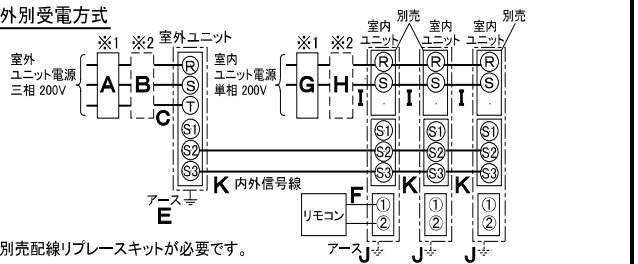 外別受電方式
別売
※1 ※2 室外ユニット ※1 ※2 室内ユニット 室内ユニット 室内ユニット 別売
室外
ユニット電源
三相 200V
A B C
R
S
T
S1
S2
S3
室内
ユニット電源
単相 200V
G H I I I
R R R
S S S
S1 S1 S1
S2 S2 S2
S3 S3 S3
K 内外信号線 F K K
アース
E
リモコン
① ① ①
② ② ②
アース J J J
別売配線リプレースキットが必要です。